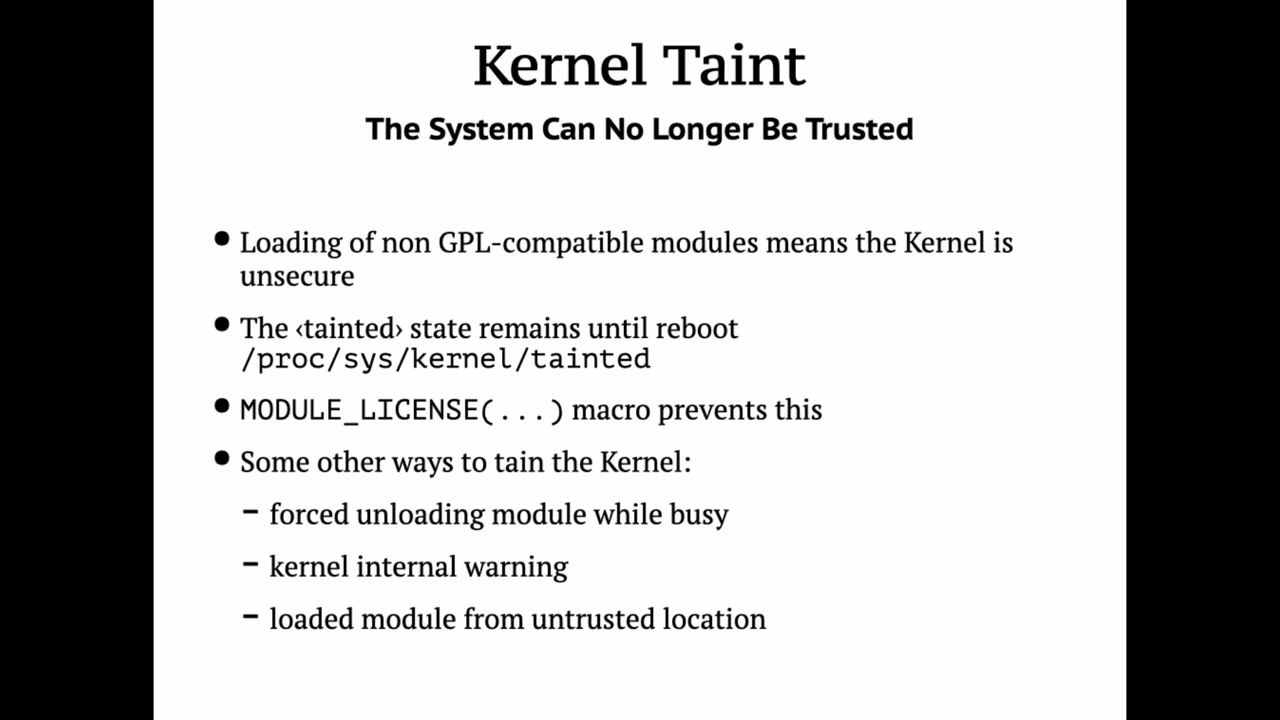 Kernel Taint
The System Can No Longer Be Trusted
● Loading of non GPL-compatible modules means the Kernel is
unsecure
● The ‹tainted› state remains until reboot
/proc/sys/kernel/tainted
● MODULE_LICENSE(...) macro prevents this
● Some other ways to tain the Kernel:
– forced unloading module while busy
– kernel internal warning
– loaded module from untrusted location